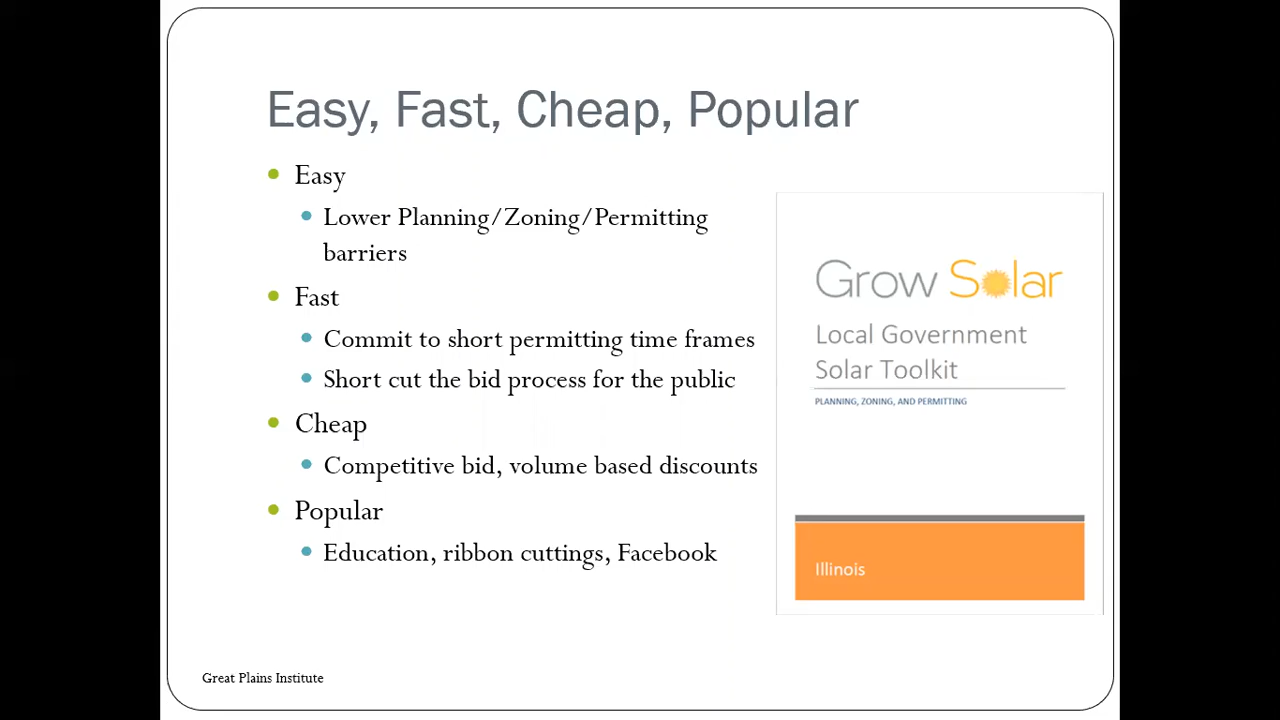 Easy, Fast, Cheap, Popular
Easy
Lower Planning/Zoning/Permitting
barriers
Fast
Commit to short permitting time frames
Short cut the bid process for the public
Cheap
Competitive bid, volume based discounts
Popular
Education, ribbon cuttings, Facebook
Grow Solar
Local Government
Solar Toolkit
PLANNING, ZONING, AND PERMITTING
Illinois
Great Plains Institute